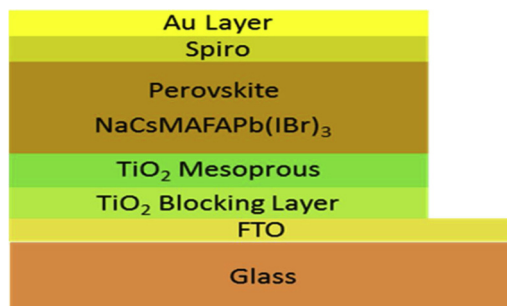 Au Layer
Spiro
Perovskite
NaCsMAFAPb(IBr)₃
TiO₂ Mesoprous
TiO₂ Blocking Layer
FTO
Glass